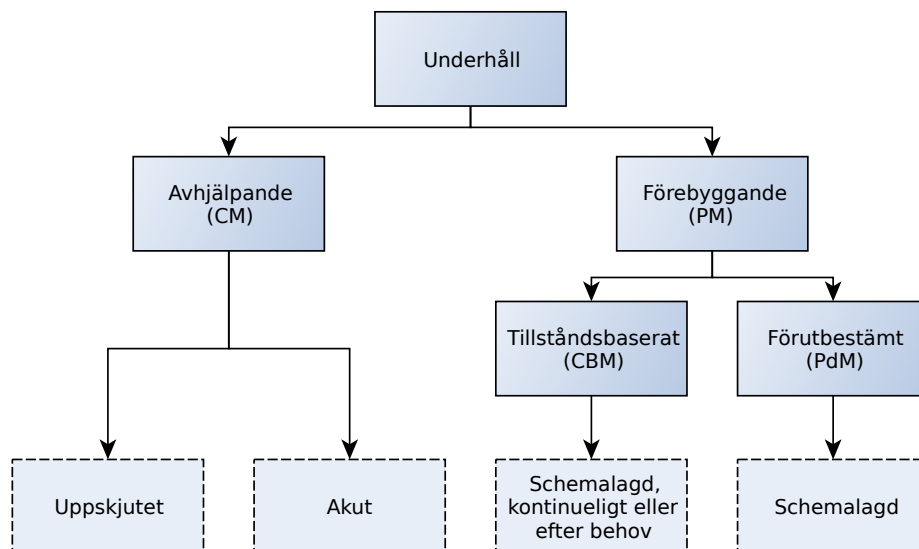 Underhåll
Avhjälpande
(CM)
Förebyggande
(PM)
Tillståndsbaserat
(CBM)
Förutbestämt
(PdM)
Uppskjutet
Akut
Schemalagd,
kontinueligt eller
efter behov
Schemalagd